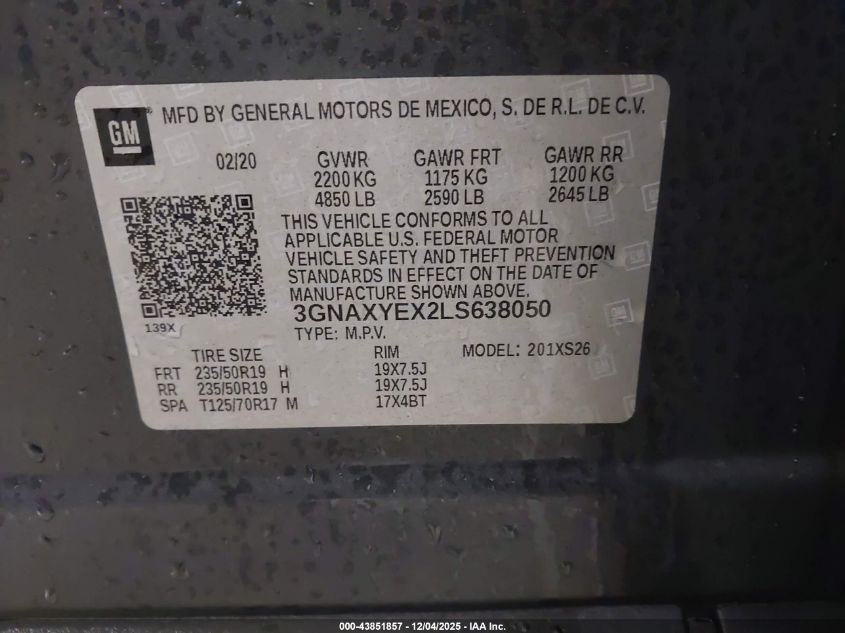 GM® MFD BY GENERAL MOTORS DE MEXICO, S. DE R.L. DE C.V.
02/20 GVWR GAWR FRT GAWR RR
2200 KG 1175 KG 1200 KG
4850 LB 2590 LB 2645 LB
THIS VEHICLE CONFORMS TO ALL
APPLICABLE U.S. FEDERAL MOTOR
VEHICLE SAFETY AND THEFT PREVENTION
STANDARDS IN EFFECT ON THE DATE OF
MANUFACTURE SHOWN ABOVE.
3GNAXYEX2LS638050
139X TYPE: M.P.V.
TIRE SIZE RIM MODEL: 201XS26
FRT 235/50R19 H 19X7.5J
RR 235/50R19 H 19X7.5J
SPA T125/70R17 M 17X4BT
000-43851857 - 12/04/2025 - IAA Inc.